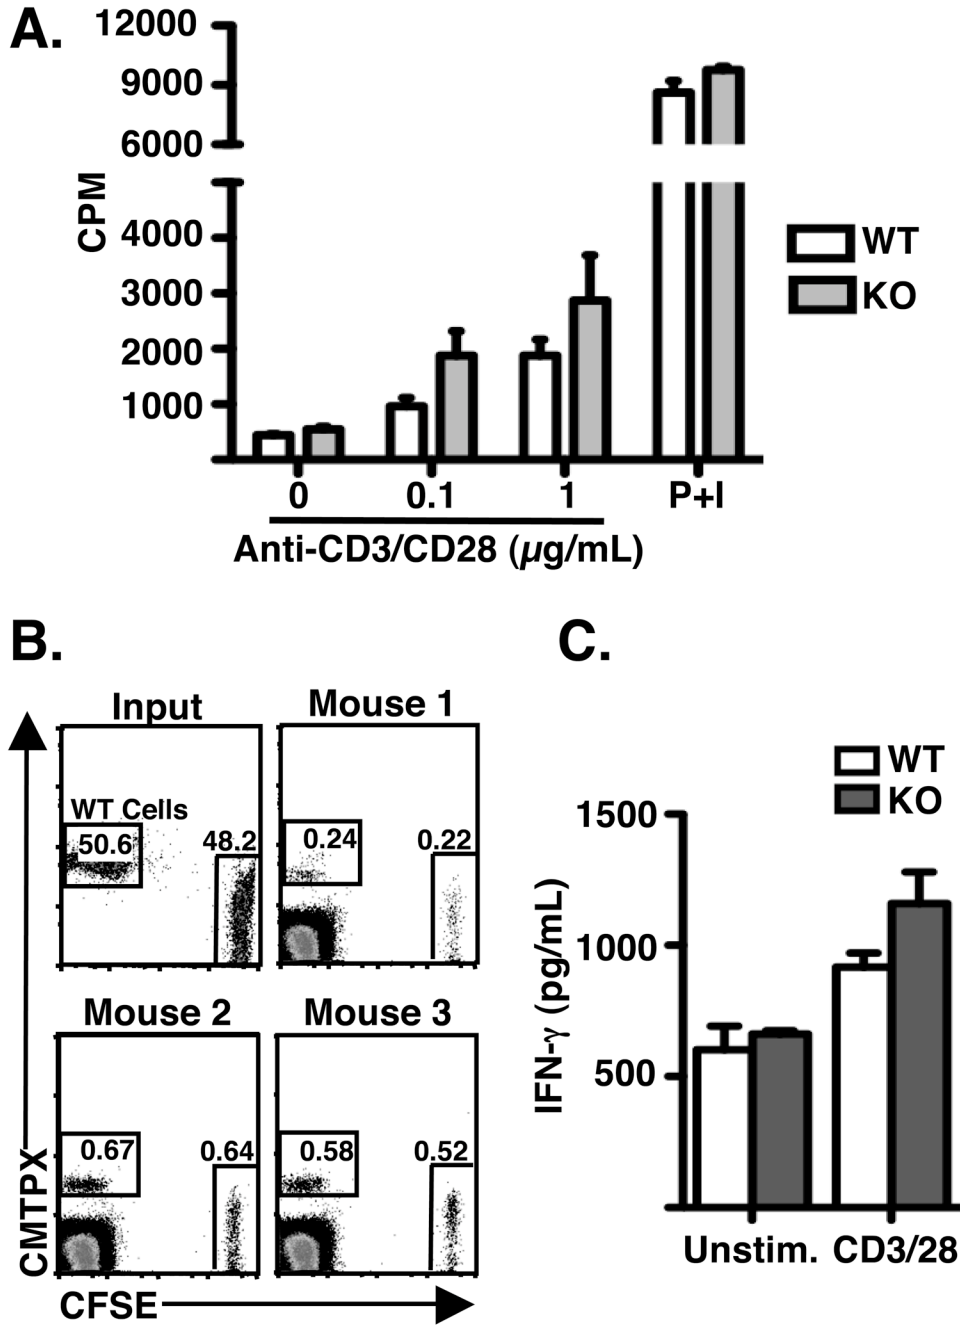 A.
12000
9000
6000
4000
3000
2000
1000
CPM
WT
KO
0 0.1 1 P+I
Anti-CD3/CD28 (µg/mL)
B.
Input Mouse 1
WT Cells
50.6 48.2
0.24 0.22
Mouse 2 Mouse 3
0.67 0.64
0.58 0.52
CMTPX
CFSE
C.
WT
KO
1500
1000
500
IFN-γ (pg/mL)
Unstim. CD3/28